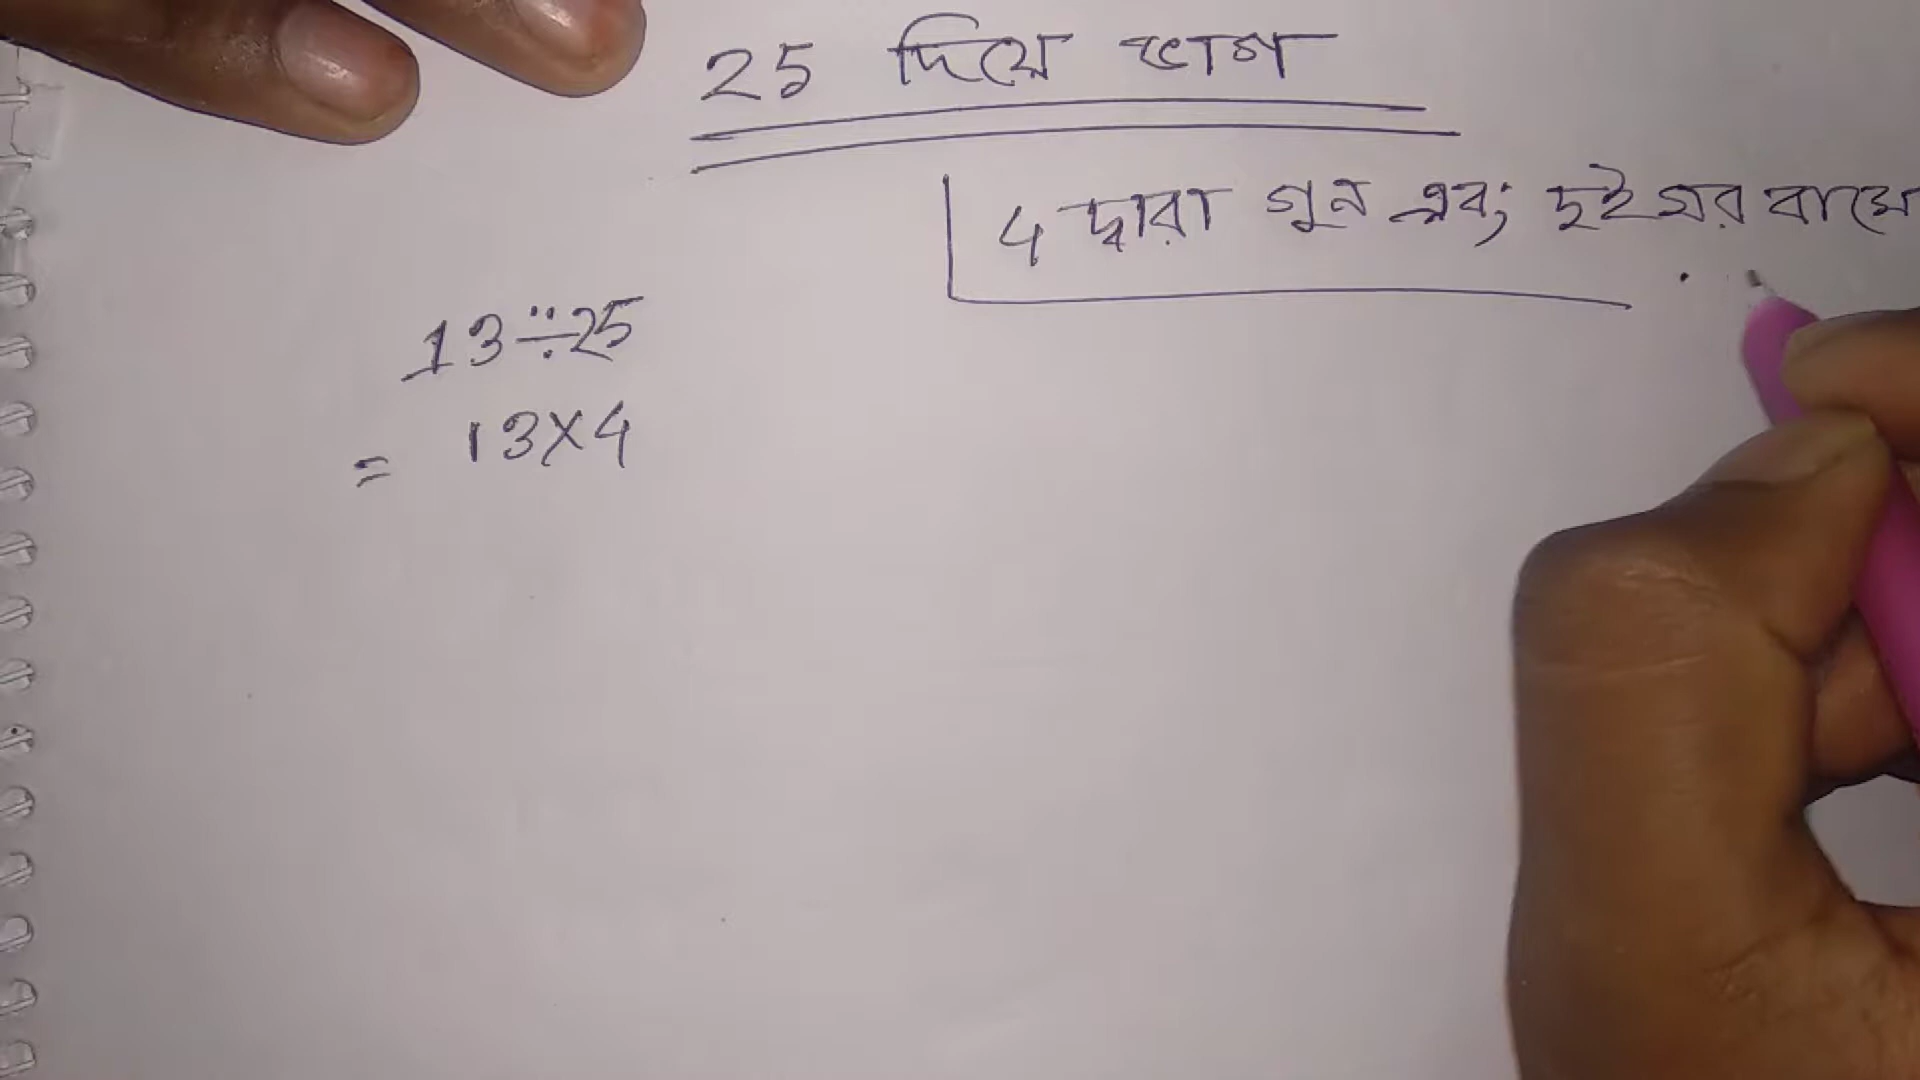 25 দিয়ে ভাগ
4 দ্বারা গুন এবং দুই ঘর বামে
13÷25
= 13×4